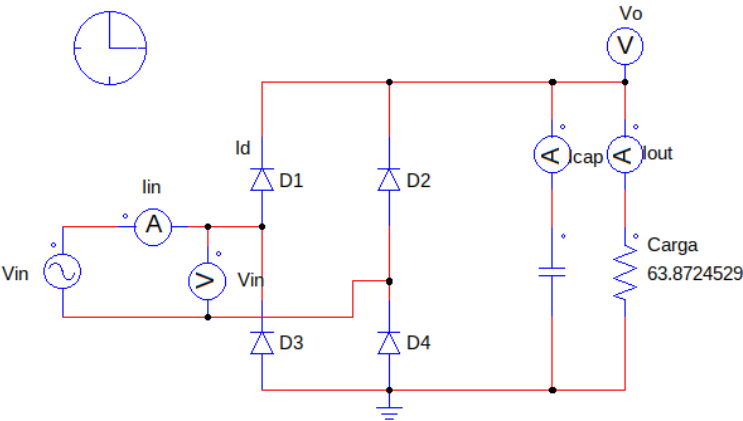 Vo
V
Id
D1
D2
A
Icap
A
Iout
Iin
A
Vin
V
Vin
Carga
63.8724529
D3
D4